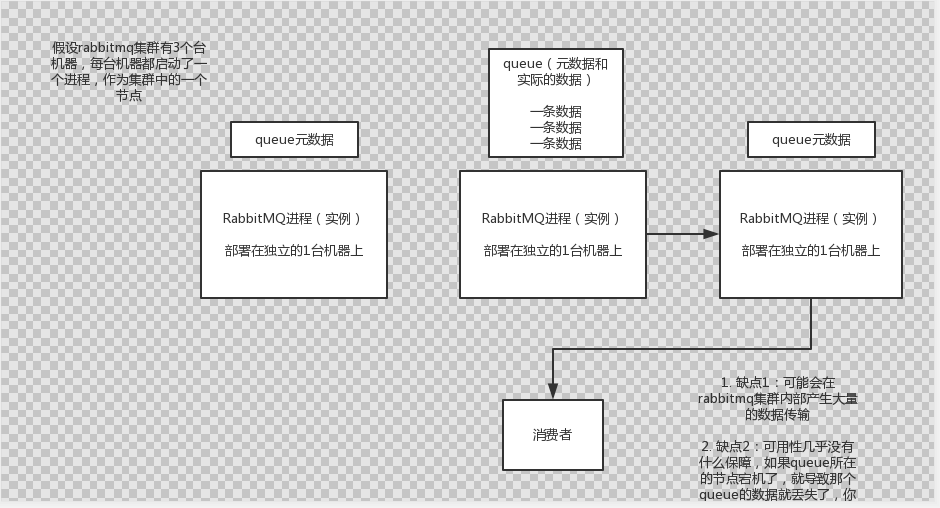 假设rabbitmq集群有3个台
机器，每台机器都启动了一
个进程，作为集群中的一个
节点
queue（元数据和
实际的数据）
一条数据
一条数据
一条数据
queue元数据
queue元数据
RabbitMQ进程（实例）
部署在独立的1台机器上
RabbitMQ进程（实例）
部署在独立的1台机器上
RabbitMQ进程（实例）
部署在独立的1台机器上
消费者
1. 缺点1：可能会在
rabbitmq集群内部产生大量
的数据传输
2. 缺点2：可用性几乎没有
什么保障，如果queue所在
的节点宕机了，就导致那个
queue的数据就丢失了，你